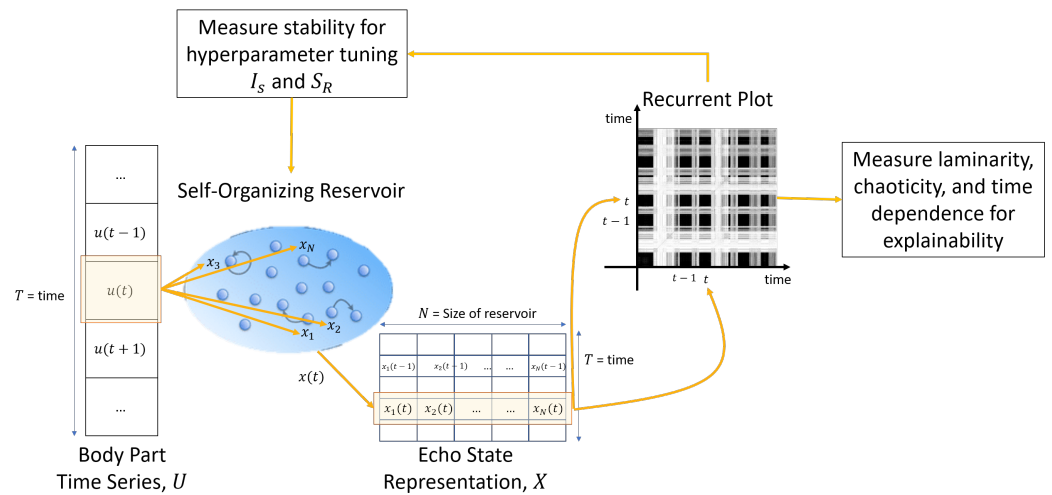 Measure stability for
hyperparameter tuning
I_s and S_R
Recurrent Plot
time
t
t − 1
t − 1 t
time
Measure laminarity,
chaoticity, and time
dependence for
explainability
Self-Organizing Reservoir
x_N
x_3
x_2
x_1
T = time
...
u(t − 1)
u(t)
u(t + 1)
...
Body Part
Time Series, U
x(t)
N = Size of reservoir
T = time
x_1(t − 1) x_2(t − 1) ... ... x_N(t − 1)
x_1(t) x_2(t) ... ... x_N(t)
Echo State
Representation, X